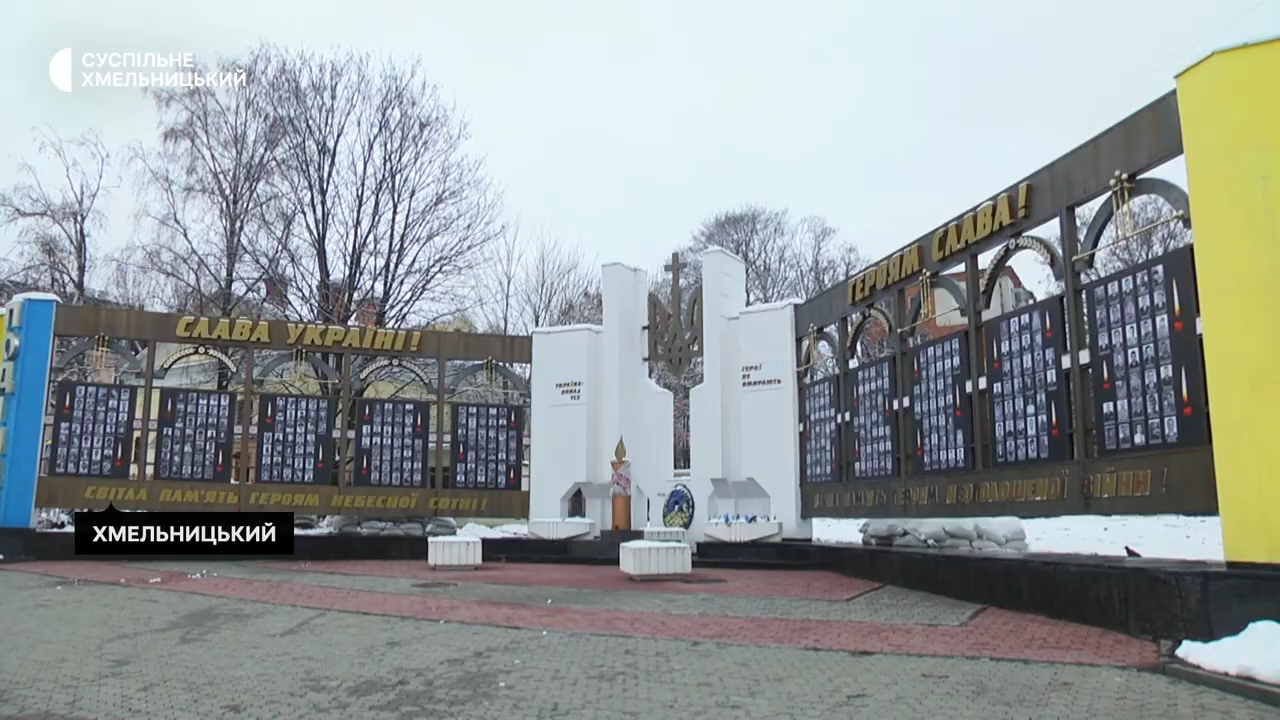 СУСПІЛЬНЕ
ХМЕЛЬНИЦЬКИЙ
СЛАВА УКРАЇНІ!
ГЕРОЯМ СЛАВА!
УКРАЇНА-
ГЕРОЇ
НЕ
ВМИРАЮТЬ
СВІТЛА ПАМ'ЯТЬ ГЕРОЯМ НЕБЕСНОЇ СОТНІ!
ГЕРОЯМ НЕОГОЛОШЕНОЇ ВІЙНИ!
ХМЕЛЬНИЦЬКИЙ